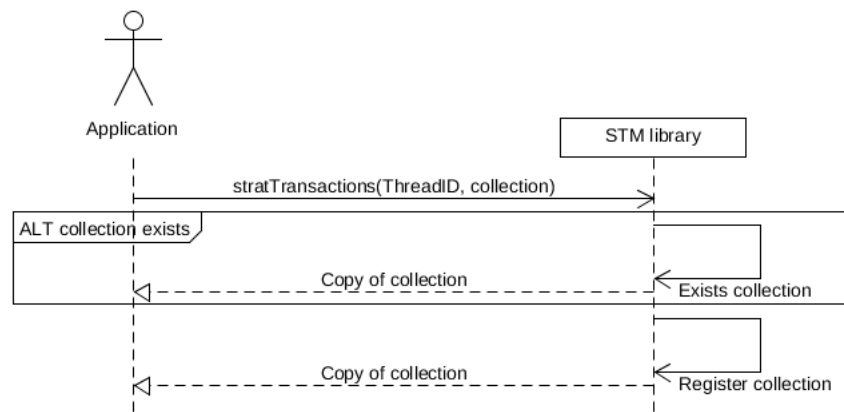 Application
STM library
stratTransactions(ThreadID, collection)
ALT collection exists
Copy of collection
Exists collection
Copy of collection
Register collection